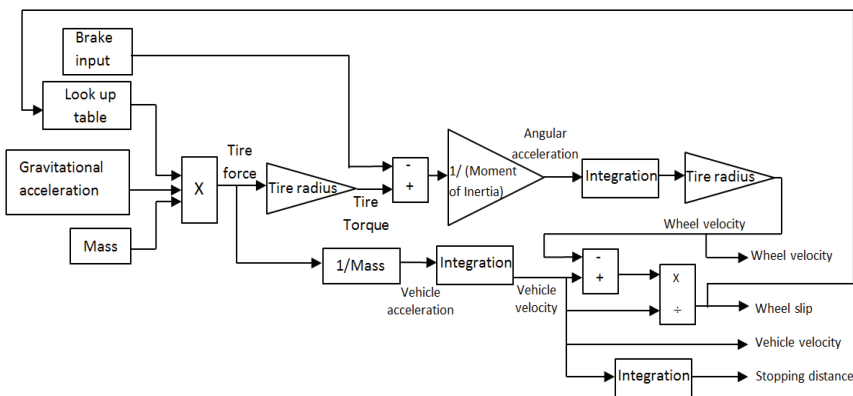 Brake
input
Look up
table
Gravitational
acceleration
Mass
X
Tire
force
Tire radius
Tire
Torque
-
+
1/ (Moment
of Inertia)
Angular
acceleration
Integration
Tire radius
Wheel velocity
1/Mass
Vehicle
acceleration
Integration
Vehicle
velocity
-
+
X
÷
Wheel velocity
Wheel slip
Vehicle velocity
Integration
Stopping distance